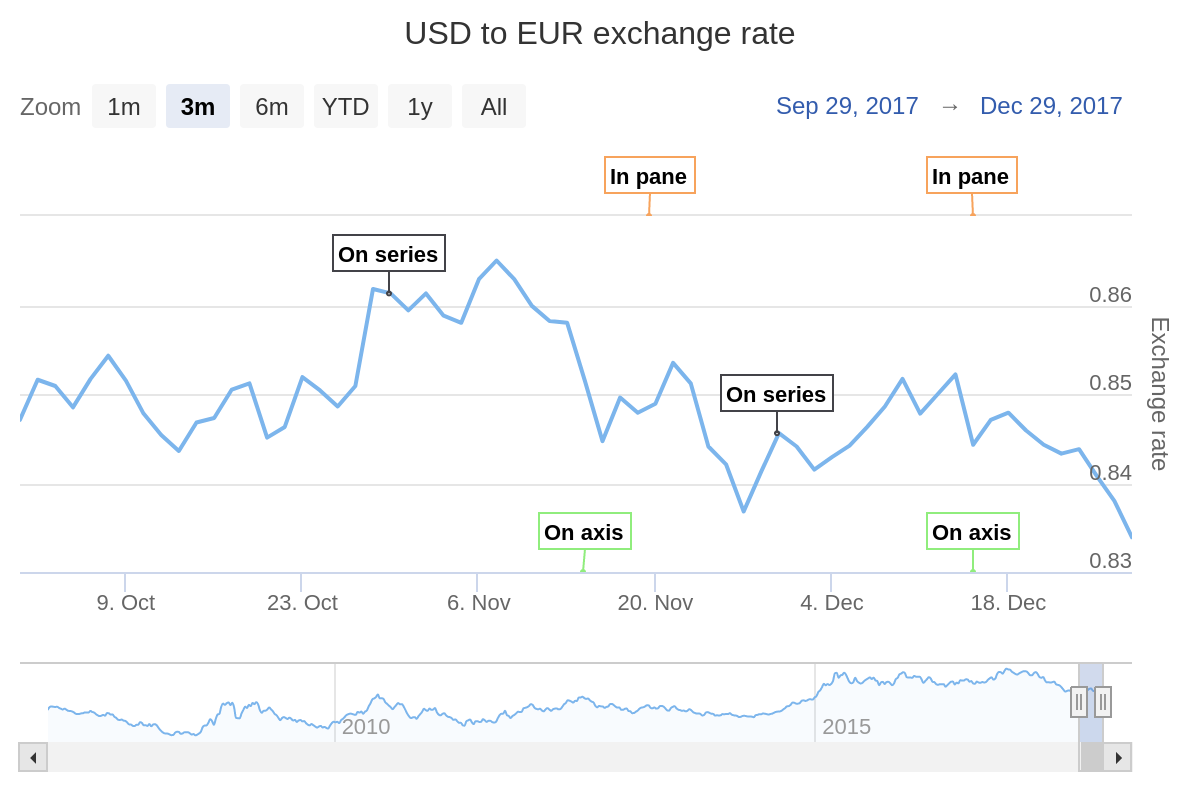 USD to EUR exchange rate
Zoom 1m 3m 6m YTD 1y All Sep 29, 2017 → Dec 29, 2017
In pane In pane
On series
0.86
Exchange rate
0.85
On series
0.84
On axis On axis
0.83
9. Oct 23. Oct 6. Nov 20. Nov 4. Dec 18. Dec
2010 2015